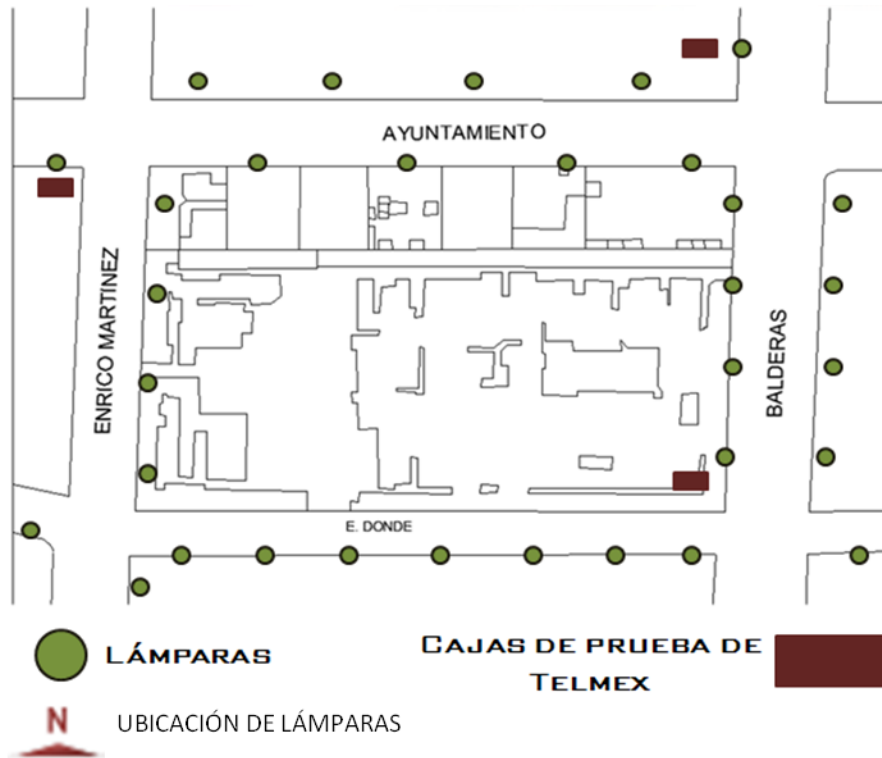 AYUNTAMIENTO
ENRICO MARTINEZ
BALDERAS
E. DONDE
LÁMPARAS
CAJAS DE PRUEBA DE
TELMEX
N
UBICACIÓN DE LÁMPARAS